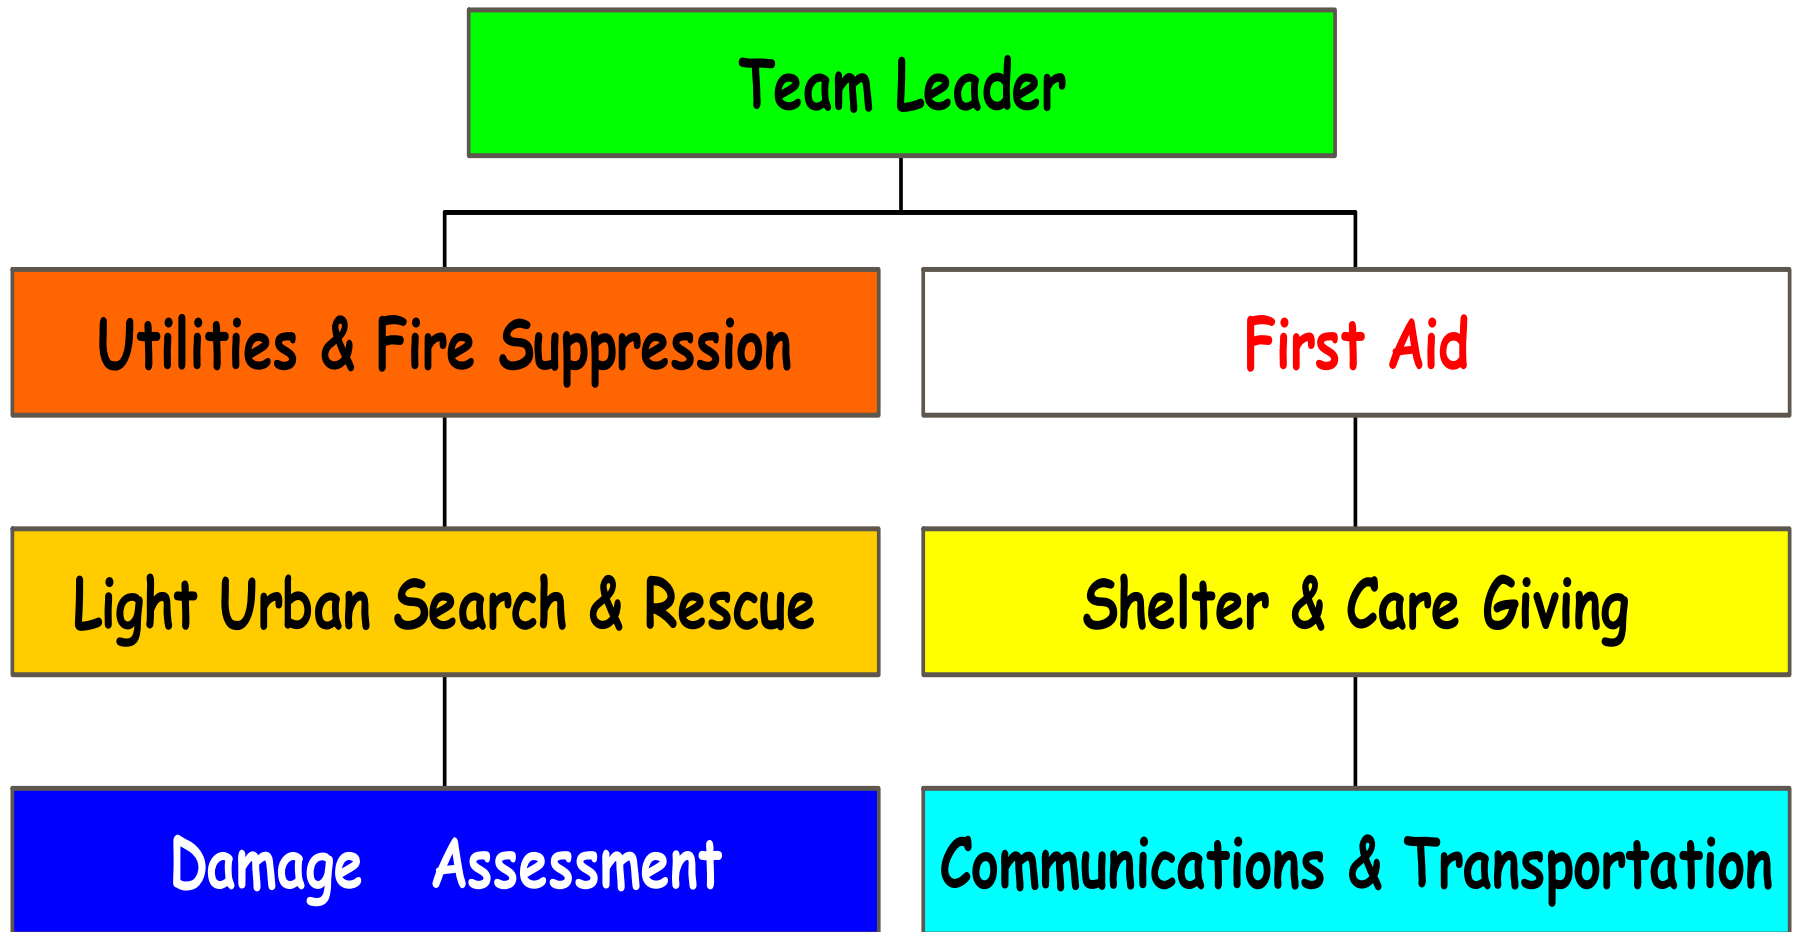 Team Leader
Utilities & Fire Suppression
First Aid
Light Urban Search & Rescue
Shelter & Care Giving
Damage Assessment
Communications & Transportation